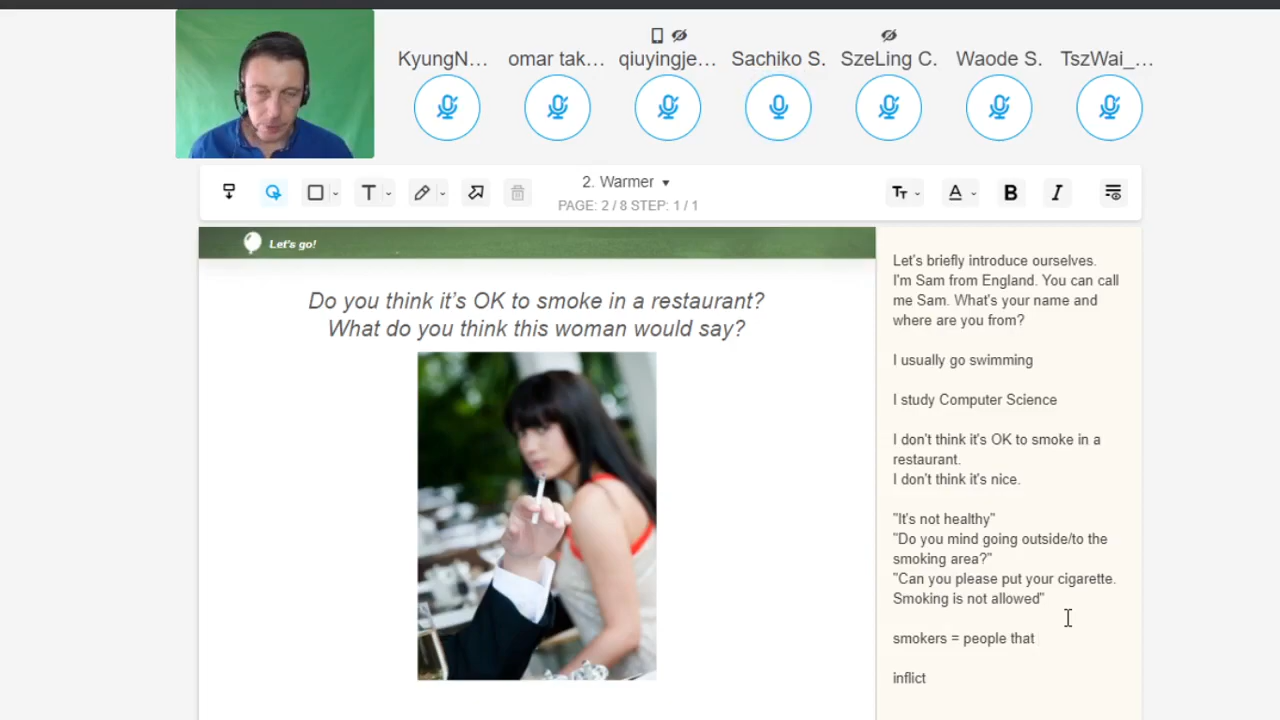 KyungN...
omar tak...
qiuyingje...
Sachiko S.
SzeLing C.
Waode S.
TszWai_...
2. Warmer
PAGE: 2 / 8 STEP: 1 / 1
Let's go!
Do you think it's OK to smoke in a restaurant?
What do you think this woman would say?
Let's briefly introduce ourselves.
I'm Sam from England. You can call
me Sam. What's your name and
where are you from?
I usually go swimming
I study Computer Science
I don't think it's OK to smoke in a
restaurant.
I don't think it's nice.
"It's not healthy"
"Do you mind going outside/to the
smoking area?"
"Can you please put your cigarette.
Smoking is not allowed"
smokers = people that
inflict